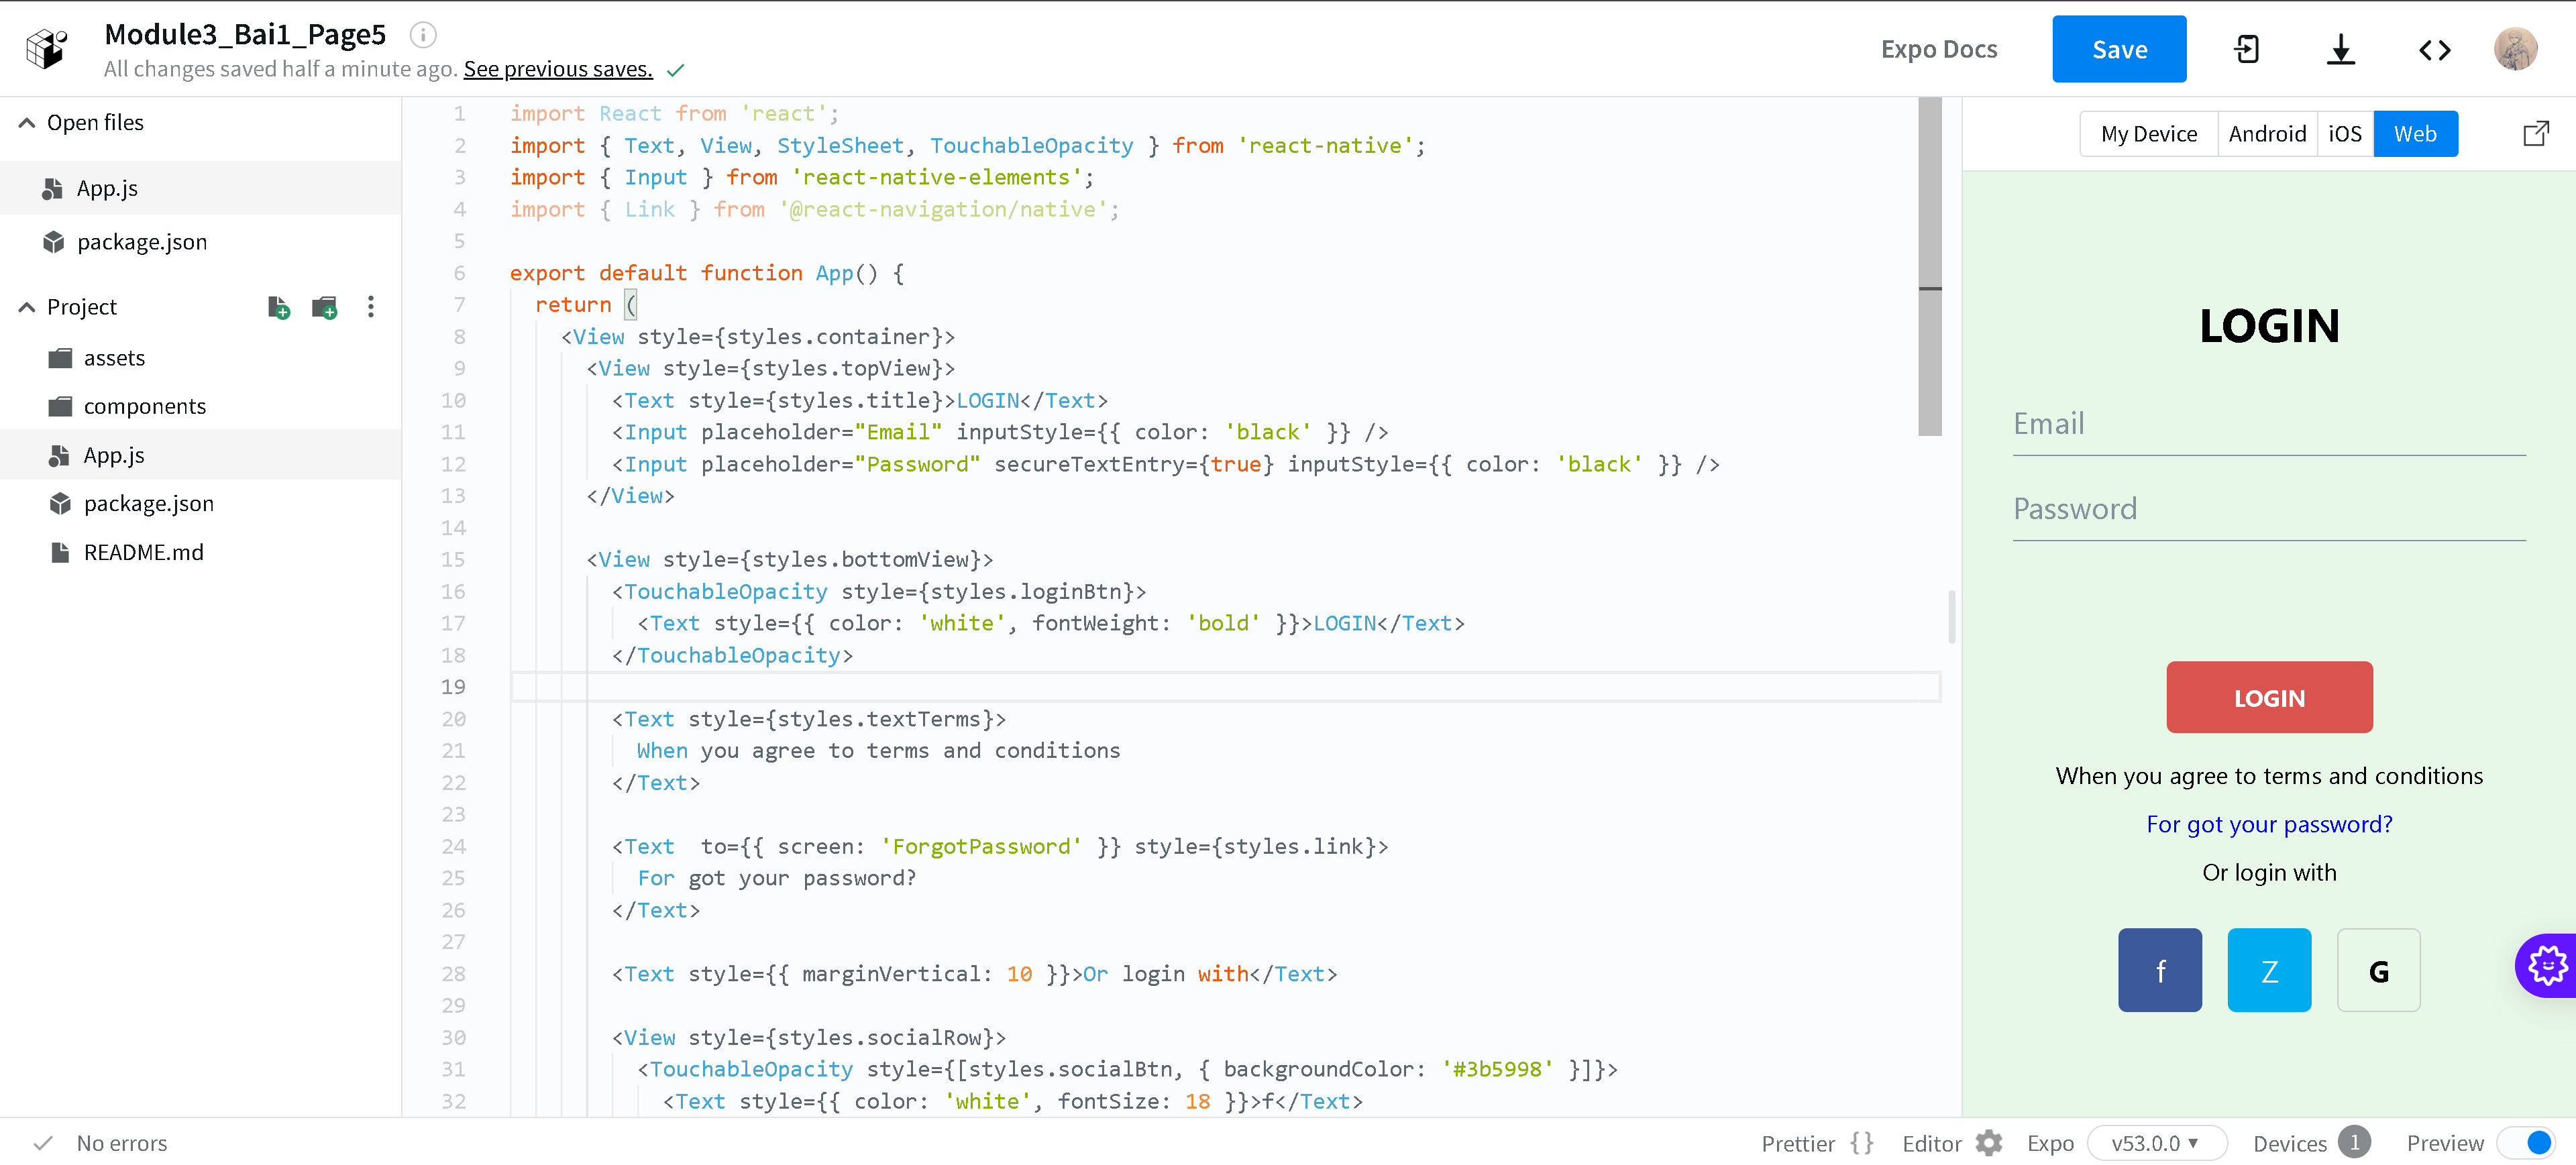 Module3_Bai1_Page5
All changes saved half a minute ago. See previous saves.
Expo Docs
Save
Open files
App.js
package.json
Project
assets
components
App.js
package.json
README.md
1 import React from 'react';
2 import { Text, View, StyleSheet, TouchableOpacity } from 'react-native';
3 import { Input } from 'react-native-elements';
4 import { Link } from '@react-navigation/native';
5
6 export default function App() {
7 return (
8 <View style={styles.container}>
9 <View style={styles.topView}>
10 <Text style={styles.title}>LOGIN</Text>
11 <Input placeholder="Email" inputStyle={{ color: 'black' }} />
12 <Input placeholder="Password" secureTextEntry={true} inputStyle={{ color: 'black' }} />
13 </View>
14
15 <View style={styles.bottomView}>
16 <TouchableOpacity style={styles.loginBtn}>
17 <Text style={{ color: 'white', fontWeight: 'bold' }}>LOGIN</Text>
18 </TouchableOpacity>
19
20 <Text style={styles.textTerms}>
21 When you agree to terms and conditions
22 </Text>
23
24 <Text  to={{ screen: 'ForgotPassword' }} style={styles.link}>
25 For got your password?
26 </Text>
27
28 <Text style={{ marginVertical: 10 }}>Or login with</Text>
29
30 <View style={styles.socialRow}>
31 <TouchableOpacity style={[styles.socialBtn, { backgroundColor: '#3b5998' }]}>
32 <Text style={{ color: 'white', fontSize: 18 }}>f</Text>
My Device Android iOS Web
LOGIN
Email
Password
LOGIN
When you agree to terms and conditions
For got your password?
Or login with
f Z G
No errors
Prettier {} Editor Expo v53.0.0 ▼ Devices 1 Preview